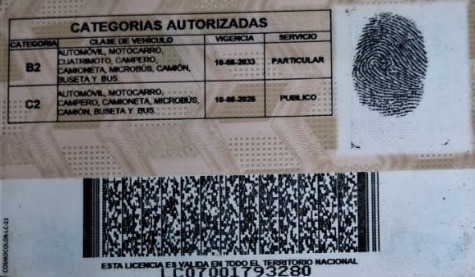 CATEGORIAS AUTORIZADAS
CATEGORIA CLASE DE VEHÍCULO VIGENCIA SERVICIO
B2 AUTOMÓVIL, MOTOCARRO, CUATRIMOTO, CAMPERO, CAMIONETA, MICROBÚS, CAMIÓN, BUSETA Y BUS 10-08-2033 PARTICULAR
C2 AUTOMÓVIL, MOTOCARRO, CAMPERO, CAMIONETA, MICROBÚS, CAMIÓN, BUSETA Y BUS 10-08-2026 PUBLICO
ESTA LICENCIA ES VALIDA EN TODO EL TERRITORIO NACIONAL
LC07001793280